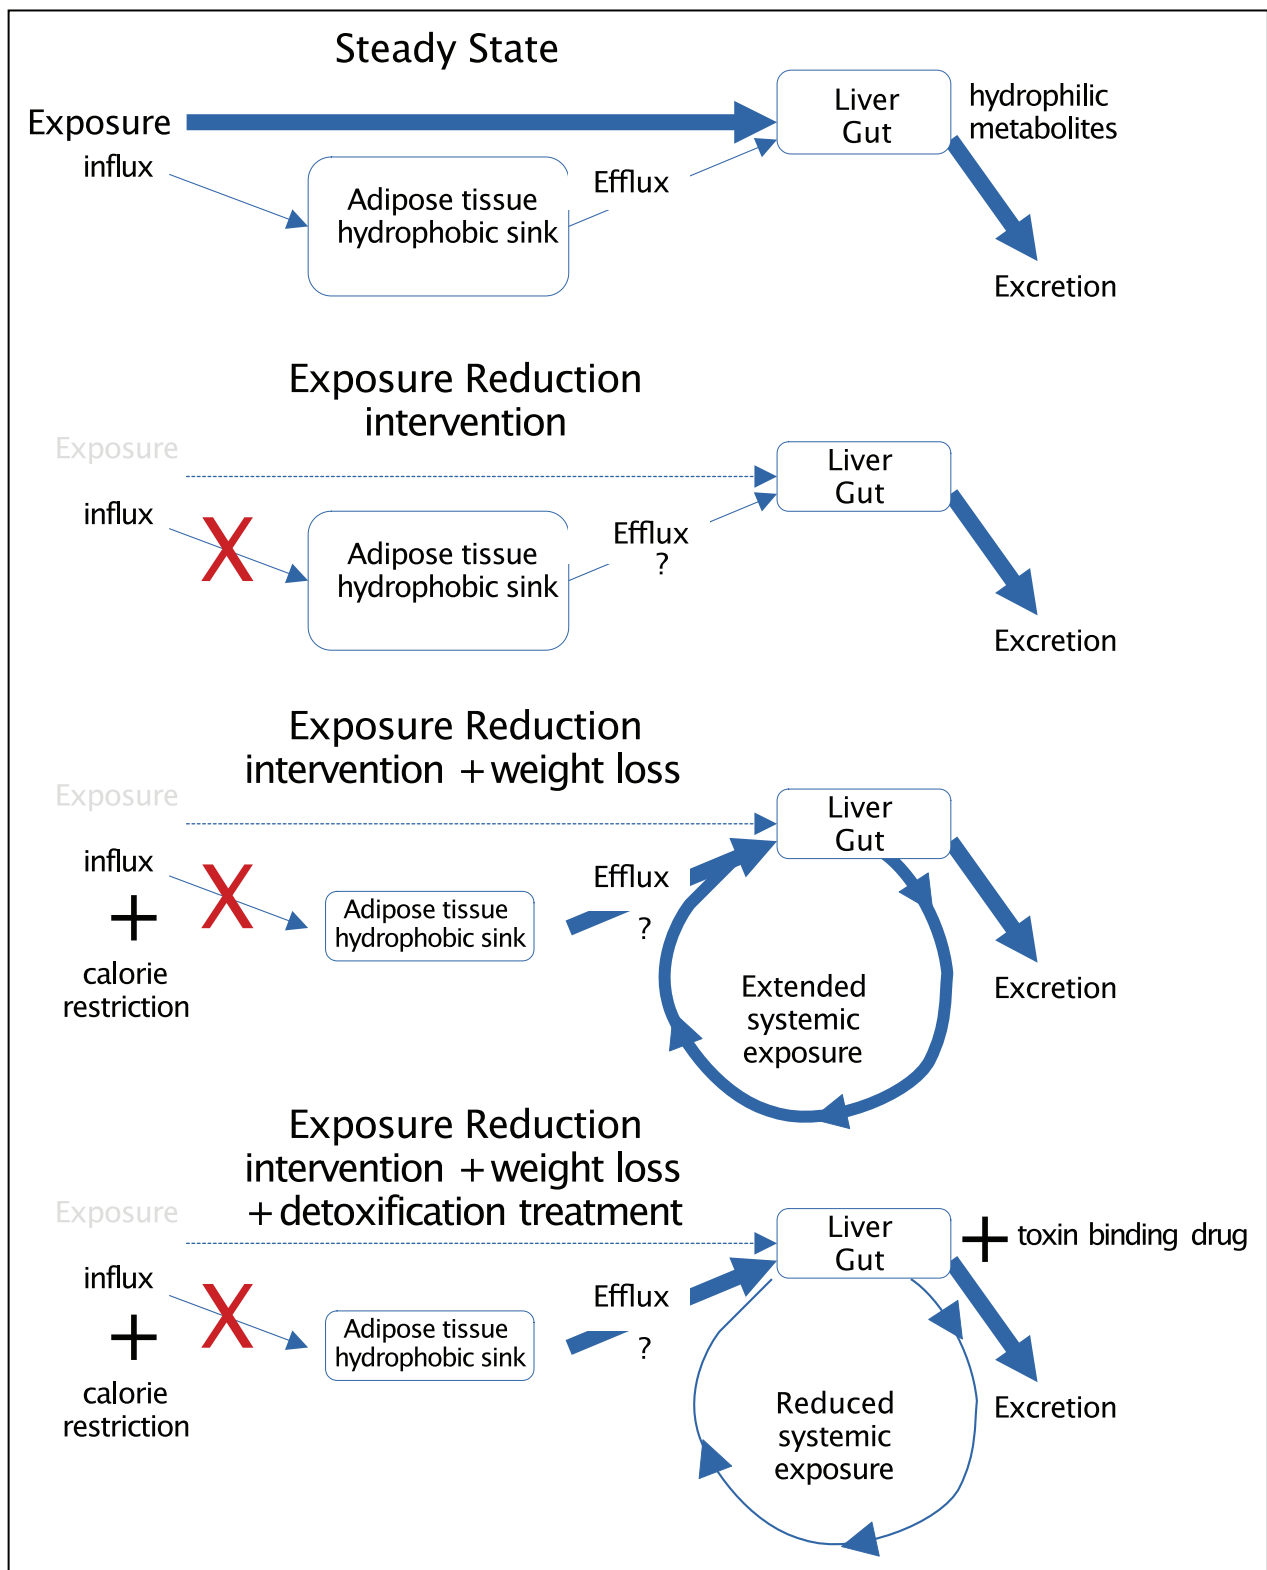 Steady State
Exposure
influx
Adipose tissue
hydrophobic sink
Efflux
Liver
Gut
hydrophilic
metabolites
Excretion
Exposure Reduction
intervention
Exposure
influx
X
Adipose tissue
hydrophobic sink
Efflux
?
Liver
Gut
Excretion
Exposure Reduction
intervention + weight loss
Exposure
influx
X
+
calorie
restriction
Adipose tissue
hydrophobic sink
Efflux
?
Liver
Gut
Extended
systemic
exposure
Excretion
Exposure Reduction
intervention + weight loss
+ detoxification treatment
Exposure
influx
X
+
calorie
restriction
Adipose tissue
hydrophobic sink
Efflux
?
Liver
Gut
+ toxin binding drug
Reduced
systemic
exposure
Excretion